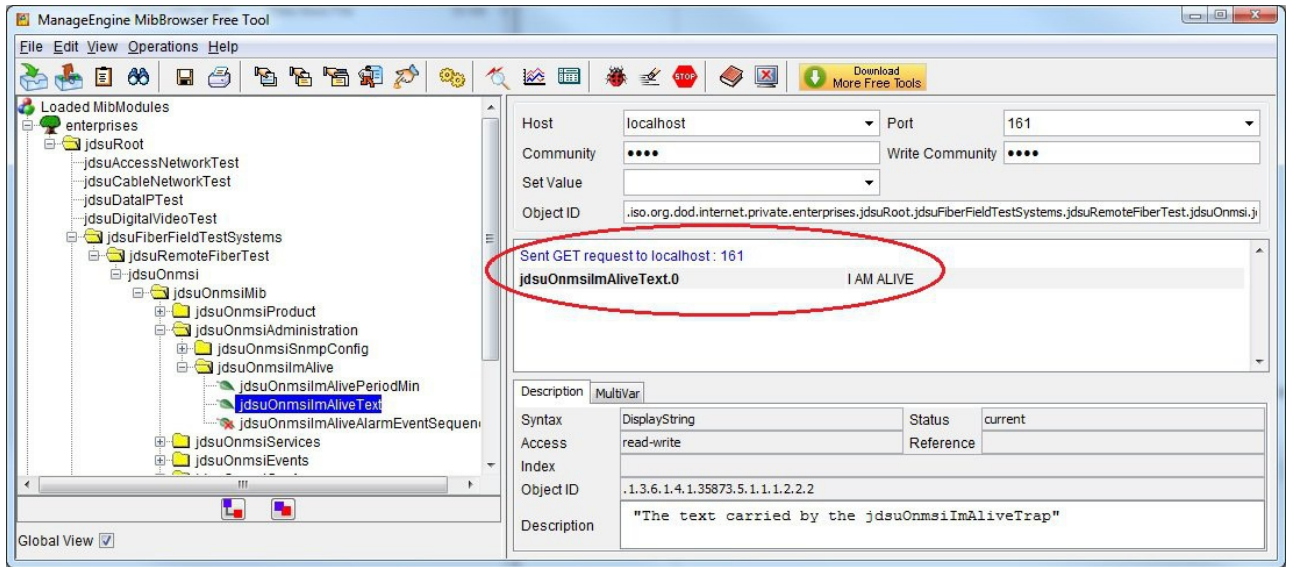 ManageEngine MibBrowser Free Tool
File Edit View Operations Help
STOP
Download
More Free Tools
Loaded MibModules
enterprises
jdsuRoot
jdsuAccessNetworkTest
jdsuCableNetworkTest
jdsuDataIPTest
jdsuDigitalVideoTest
jdsuFiberFieldTestSystems
jdsuRemoteFiberTest
jdsuOnmsi
jdsuOnmsiMib
jdsuOnmsiProduct
jdsuOnmsiAdministration
jdsuOnmsiSnmpConfig
jdsuOnmsiImAlive
jdsuOnmsiImAlivePeriodMin
jdsuOnmsiImAliveText
jdsuOnmsiImAliveAlarmEventSequen
jdsuOnmsiServices
jdsuOnmsiEvents
Global View
Host localhost Port 161
Community •••• Write Community ••••
Set Value
Object ID .iso.org.dod.internet.private.enterprises.jdsuRoot.jdsuFiberFieldTestSystems.jdsuRemoteFiberTest.jdsuOnmsi.j
Sent GET request to localhost : 161
jdsuOnmsiImAliveText.0 I AM ALIVE
Description MultiVar
Syntax DisplayString Status current
Access read-write Reference
Index
Object ID .1.3.6.1.4.1.35873.5.1.1.1.2.2.2
Description "The text carried by the jdsuOnmsiImAliveTrap"